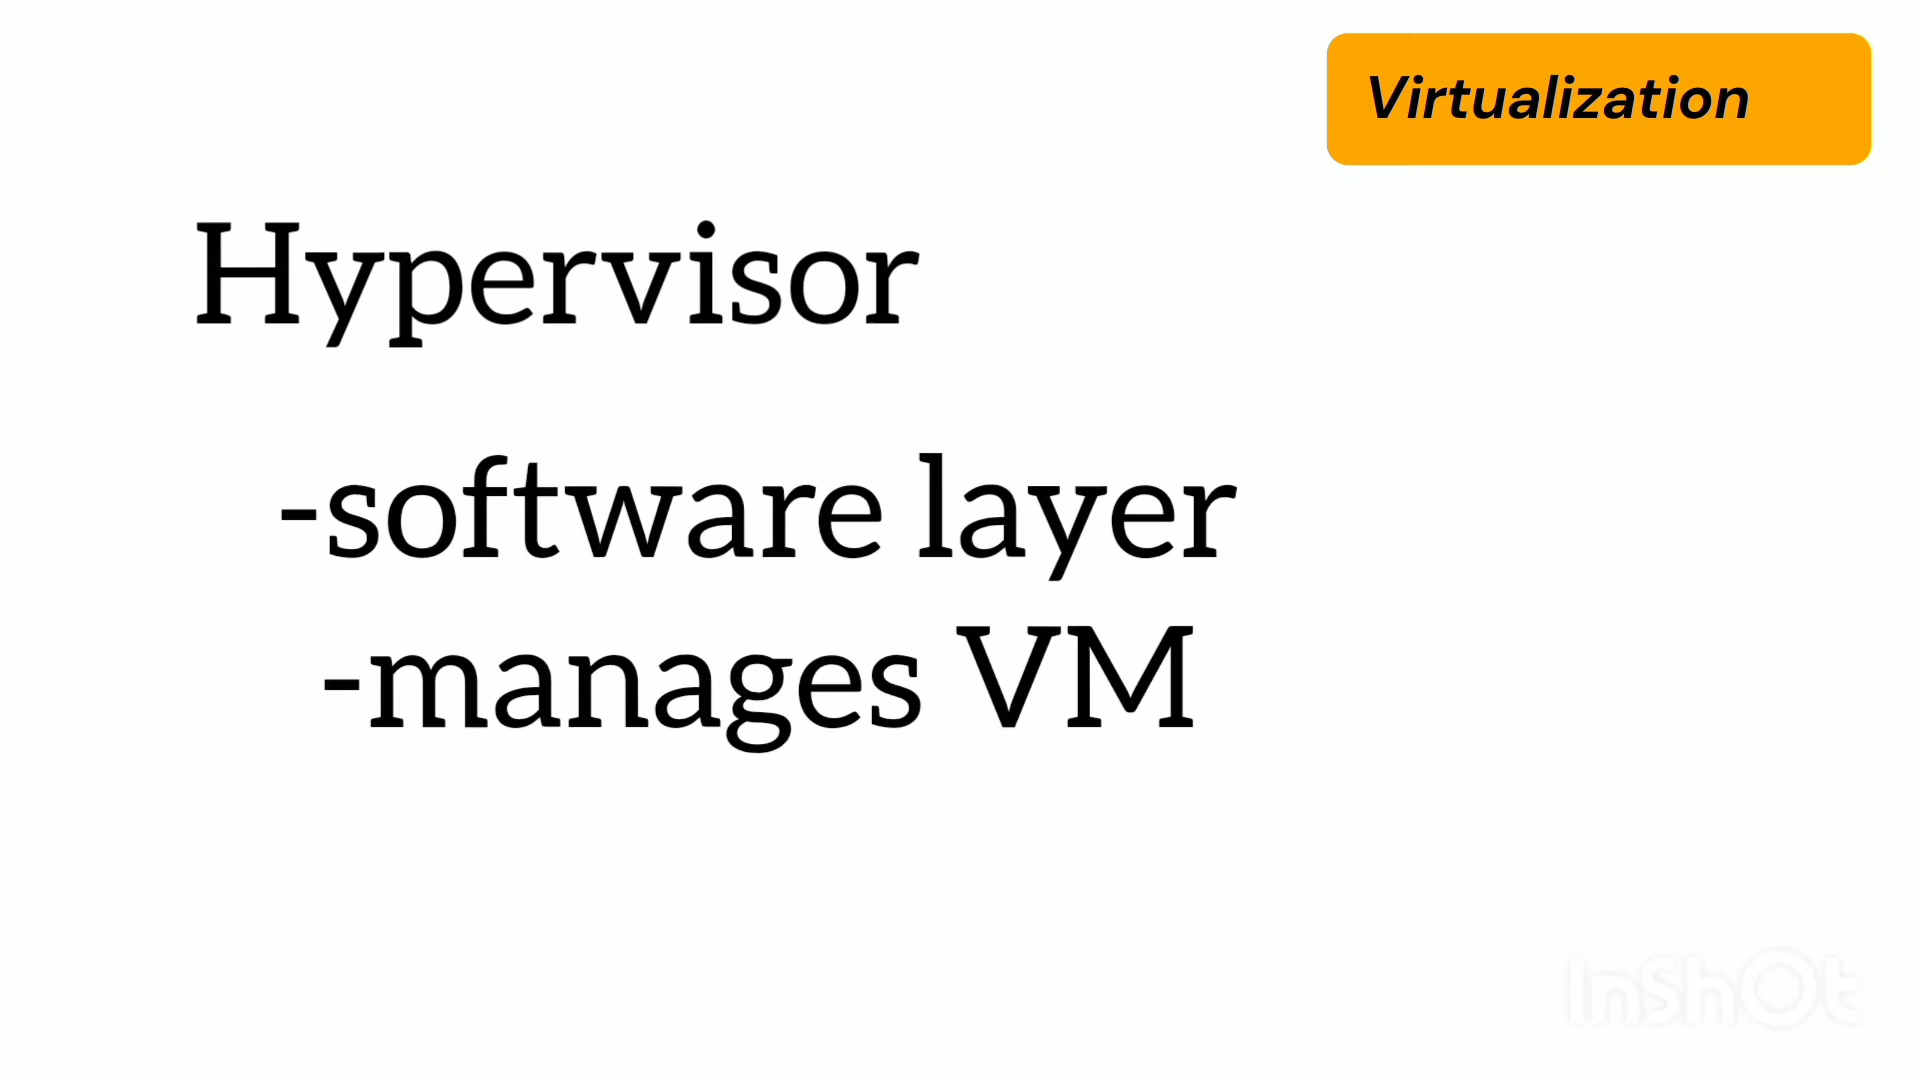 Virtualization
Hypervisor
-software layer
-manages VM
InShOt